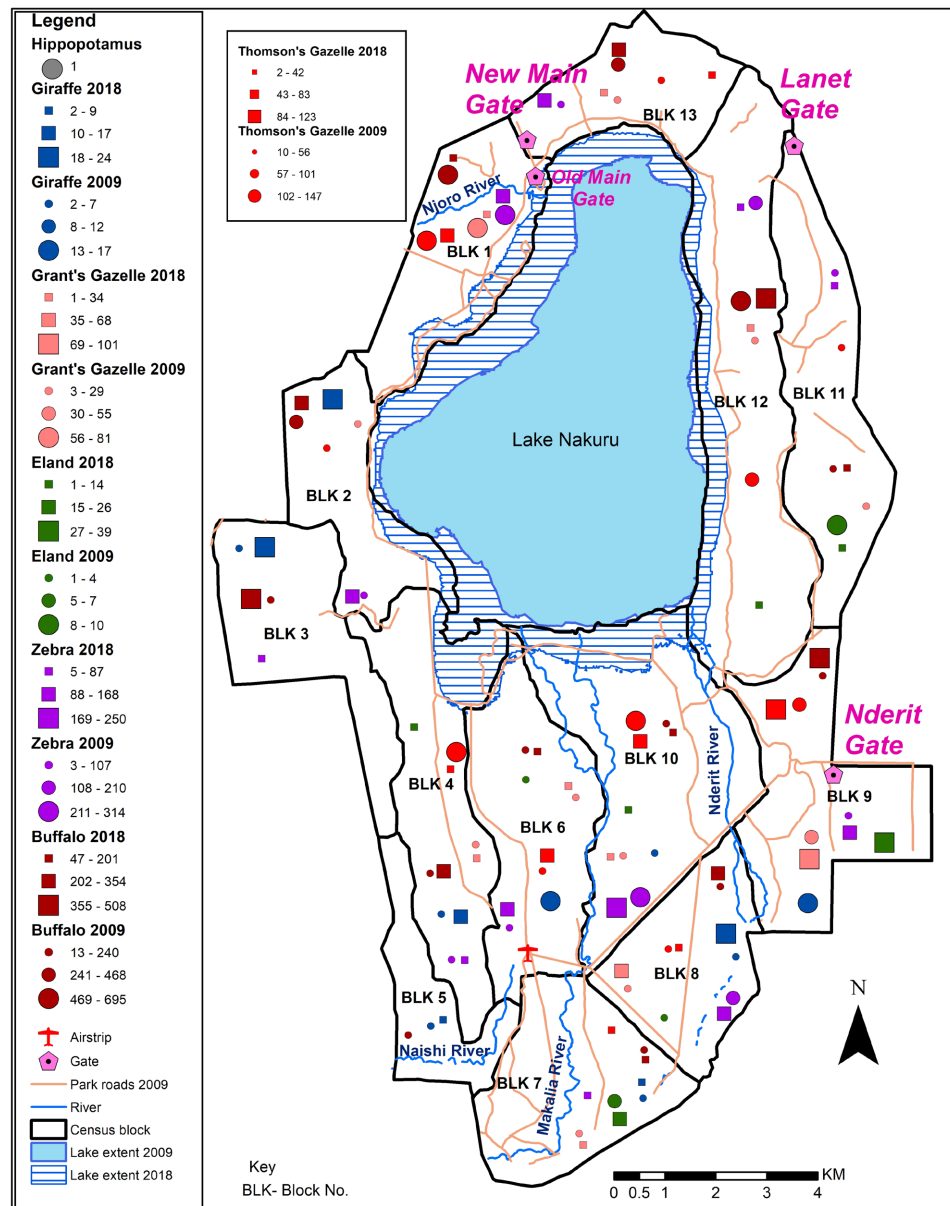 Legend
Hippopotamus
1
Giraffe 2018
2 - 9
10 - 17
18 - 24
Giraffe 2009
2 - 7
8 - 12
13 - 17
Grant's Gazelle 2018
1 - 34
35 - 68
69 - 101
Grant's Gazelle 2009
3 - 29
30 - 55
56 - 81
Eland 2018
1 - 14
15 - 26
27 - 39
Eland 2009
1 - 4
5 - 7
8 - 10
Zebra 2018
5 - 87
88 - 168
169 - 250
Zebra 2009
3 - 107
108 - 210
211 - 314
Buffalo 2018
47 - 201
202 - 354
355 - 508
Buffalo 2009
13 - 240
241 - 468
469 - 695
Airstrip
Gate
Park roads 2009
River
Census block
Lake extent 2009
Lake extent 2018
Thomson's Gazelle 2018
2 - 42
43 - 83
84 - 123
Thomson's Gazelle 2009
10 - 56
57 - 101
102 - 147
New Main
Gate
Lanet
Gate
BLK 13
Old Main
Gate
Njoro River
BLK 1
BLK 12
BLK 11
Lake Nakuru
BLK 2
BLK 3
Nderit
Gate
BLK 10
Nderit River
BLK 4
BLK 9
BLK 6
BLK 8
BLK 5
Naishi River
BLK 7
Makalia River
N
Key
BLK- Block No.
KM
0 0.5 1 2 3 4